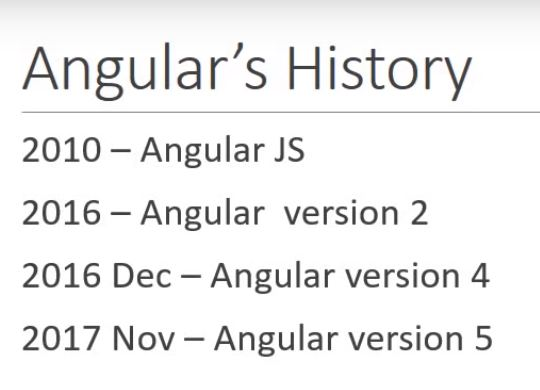 Angular’s History
2010 – Angular JS
2016 – Angular  version 2
2016 Dec – Angular version 4
2017 Nov – Angular version 5